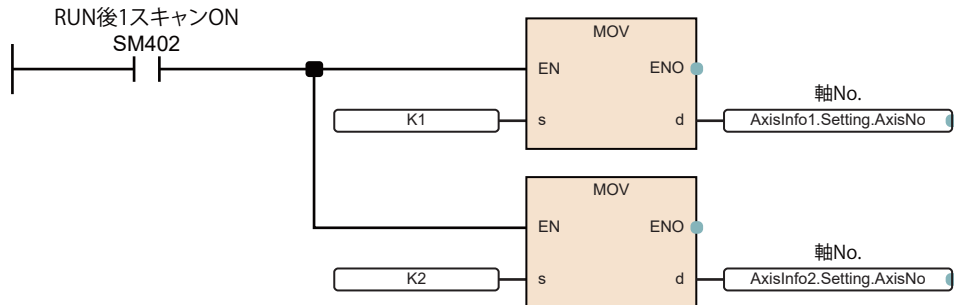 RUN後1スキャンON
SM402
MOV
EN
ENO
軸No.
K1
s
d
AxisInfo1.Setting.AxisNo
MOV
EN
ENO
軸No.
K2
s
d
AxisInfo2.Setting.AxisNo